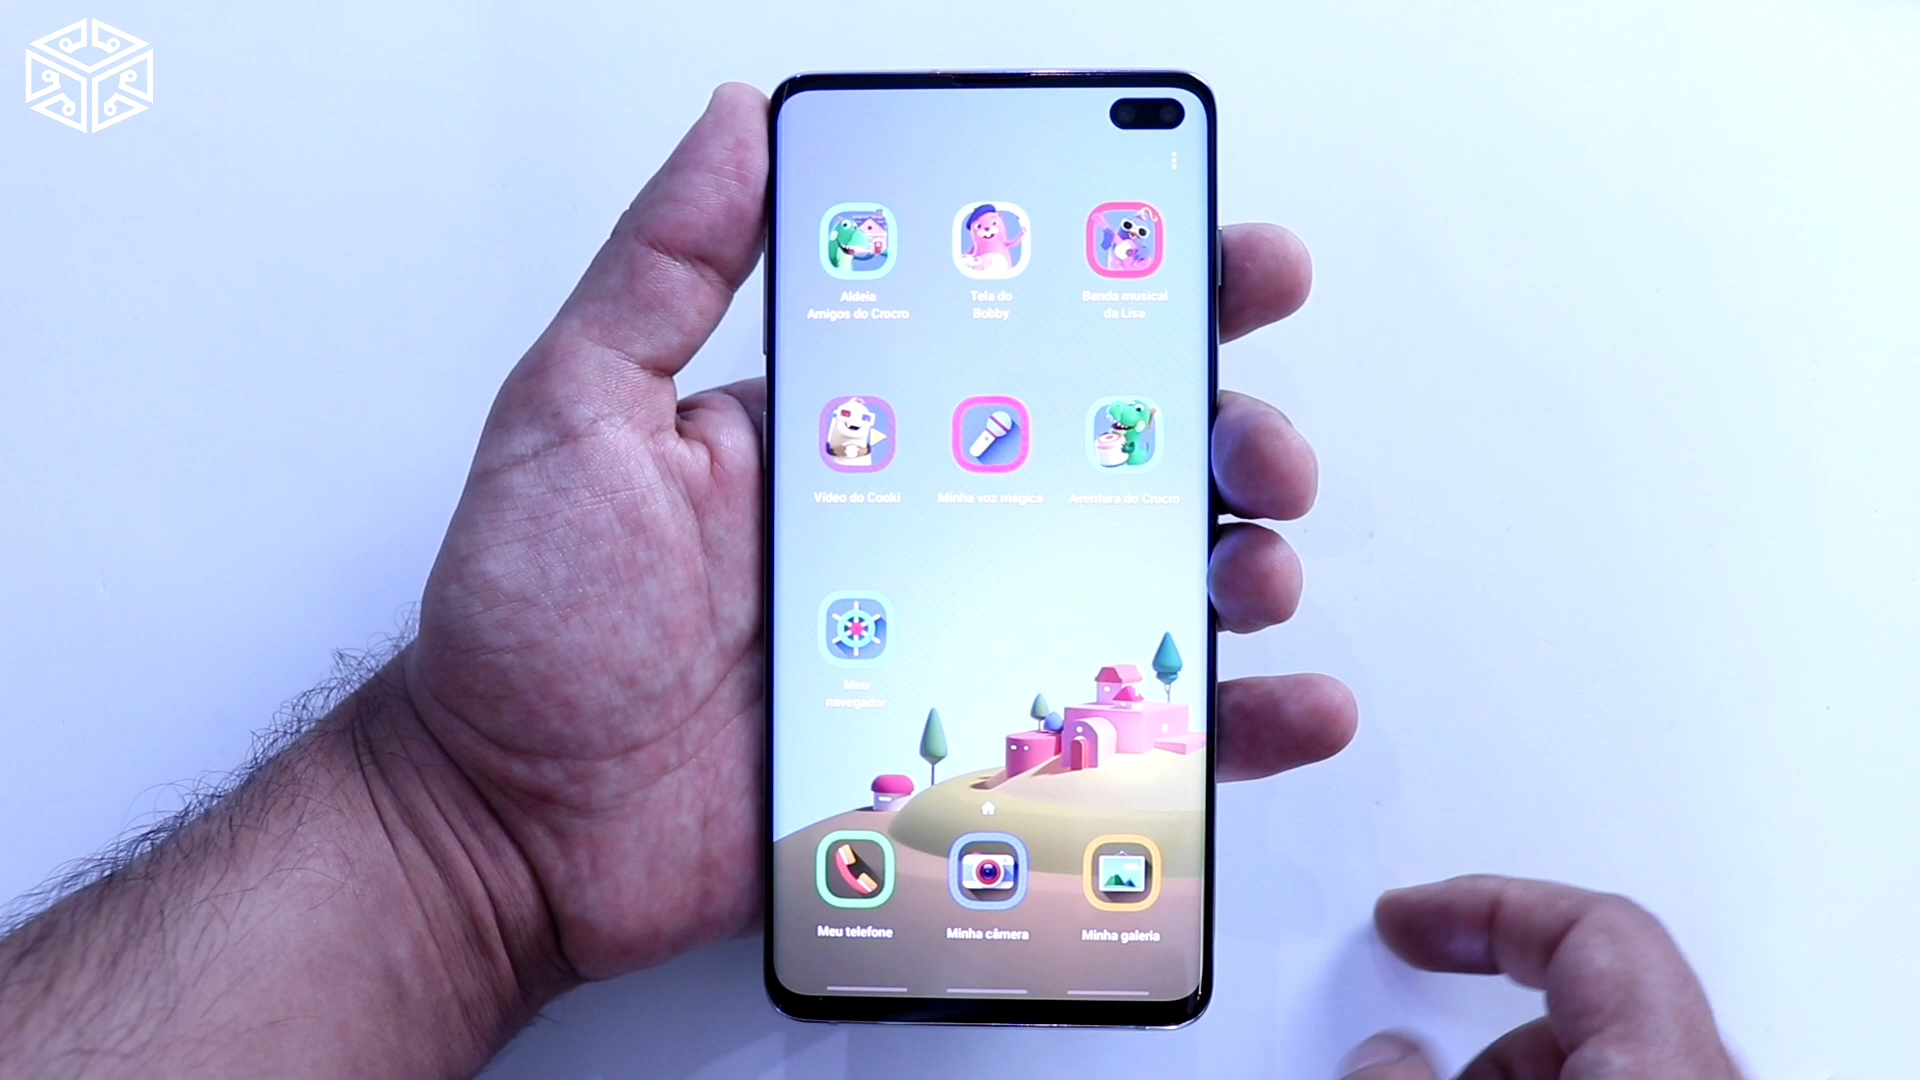 Aldeia
Amigos do Crocro
Tela do
Bobby
Banda musical
da Lisa
Vídeo do Cooki
Minha voz mágica
Aventura do Crocro
Meu
navegador
Meu telefone
Minha câmera
Minha galeria